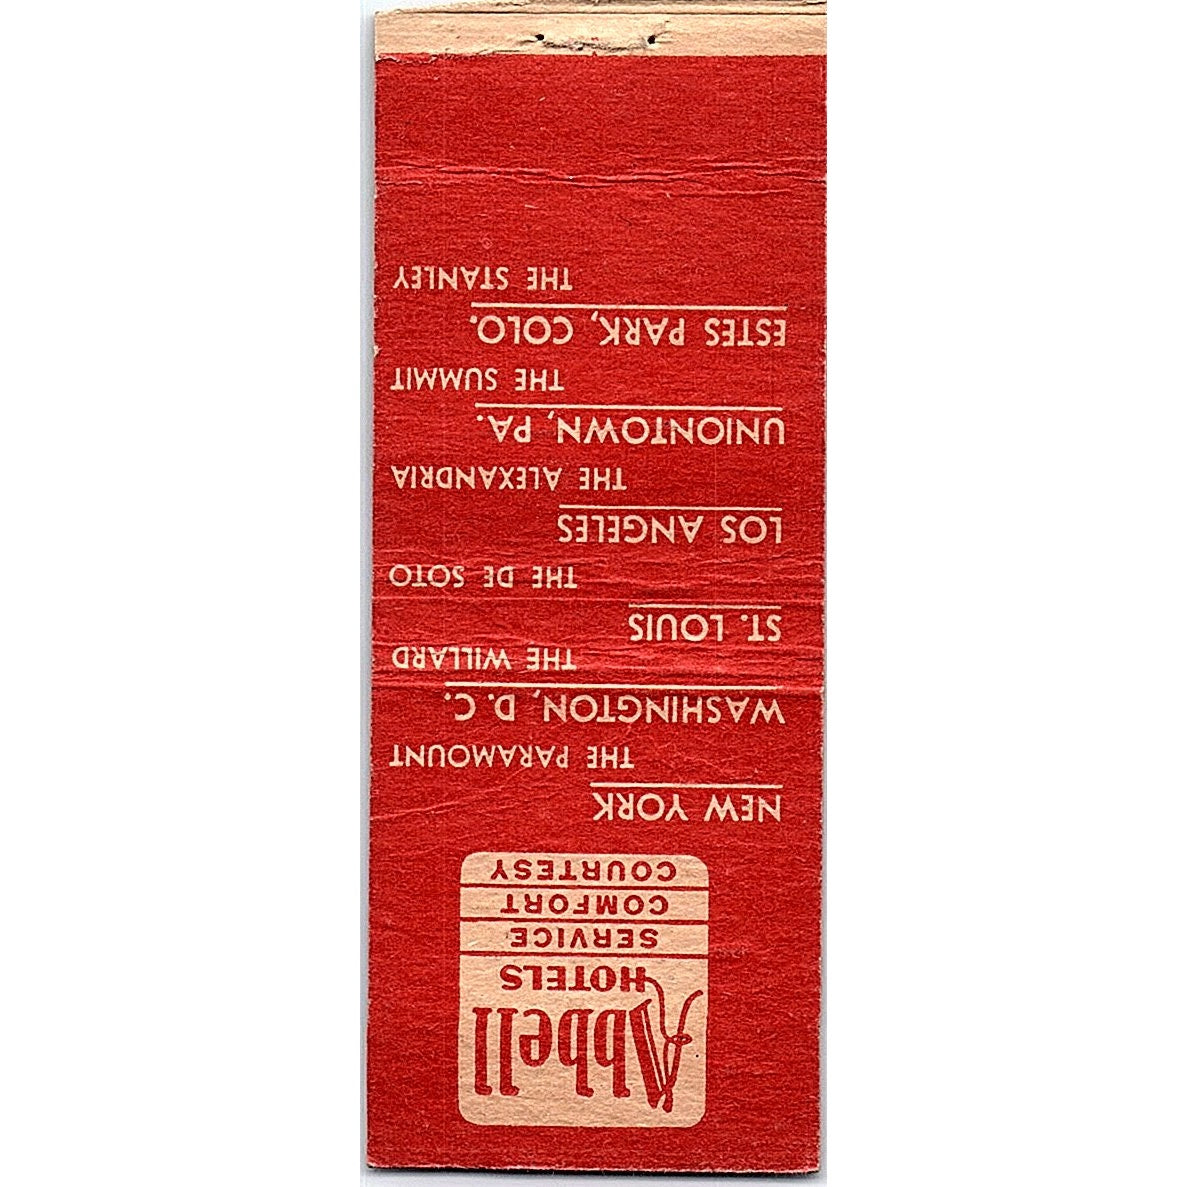 Abbell
HOTELS
SERVICE
COMFORT
COURTESY
NEW YORK
THE PARAMOUNT
WASHINGTON, D. C.
THE WILLARD
ST. LOUIS
THE DE SOTO
LOS ANGELES
THE ALEXANDRIA
UNIONTOWN, PA.
THE SUMMIT
ESTES PARK, COLO.
THE STANLEY